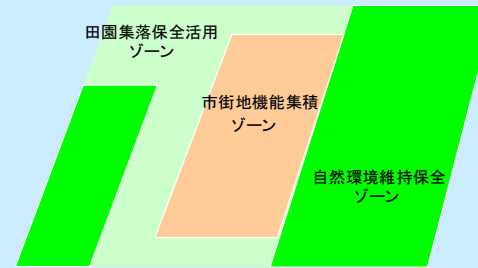 田園集落保全活用
ゾーン
市街地機能集積
ゾーン
自然環境維持保全
ゾーン